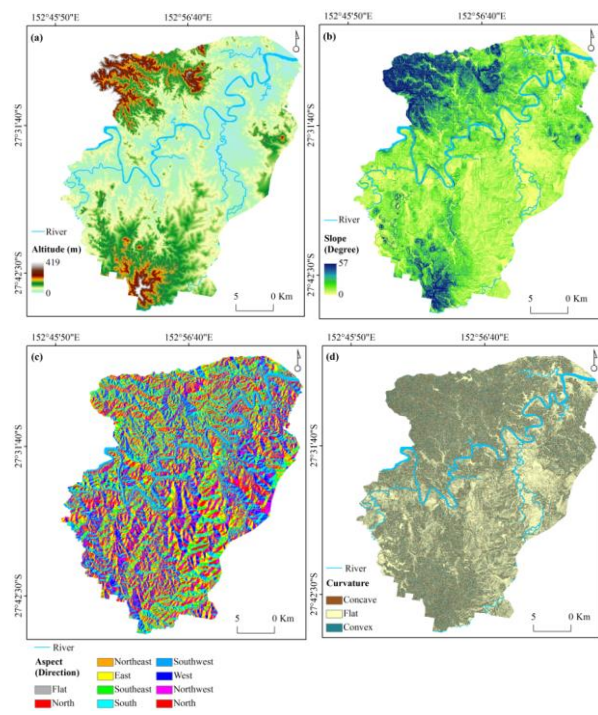 152°45'50"E 152°56'40"E
(a)
27°31'40"S
27°42'30"S
River
Altitude (m)
419
0
5 0 Km
152°45'50"E 152°56'40"E
(b)
27°31'40"S
27°42'30"S
River
Slope
(Degree)
57
0
5 0 Km
152°45'50"E 152°56'40"E
(c)
27°31'40"S
27°42'30"S
5 0 Km
River
Aspect
(Direction)
Flat
North
Northeast
East
Southeast
South
Southwest
West
Northwest
North
152°45'50"E 152°56'40"E
(d)
27°31'40"S
27°42'30"S
River
Curvature
Concave
Flat
Convex
5 0 Km